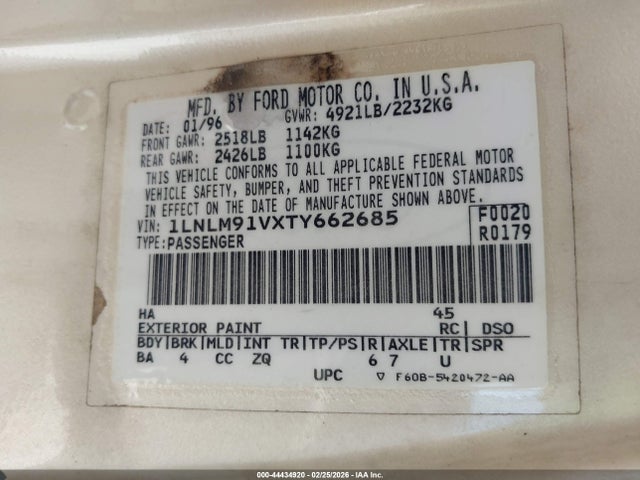 MFD. BY FORD MOTOR CO. IN U.S.A.
DATE: 01/96 GVWR: 4921LB/2232KG
FRONT GAWR: 2518LB 1142KG
REAR GAWR: 2426LB 1100KG
THIS VEHICLE CONFORMS TO ALL APPLICABLE FEDERAL MOTOR
VEHICLE SAFETY, BUMPER, AND THEFT PREVENTION STANDARDS
IN EFFECT ON THE DATE OF MANUFACTURE SHOWN ABOVE.
VIN: 1LNLM91VXTY662685 F0020
TYPE: PASSENGER R0179
HA 45
EXTERIOR PAINT RC| DSO
BDY|BRK|MLD|INT TR|TP/PS|R|AXLE|TR|SPR
BA 4 CC ZQ 6 7 U
UPC ▽ F60B-5420472-AA
000-44434920 - 02/25/2026 - IAA Inc.